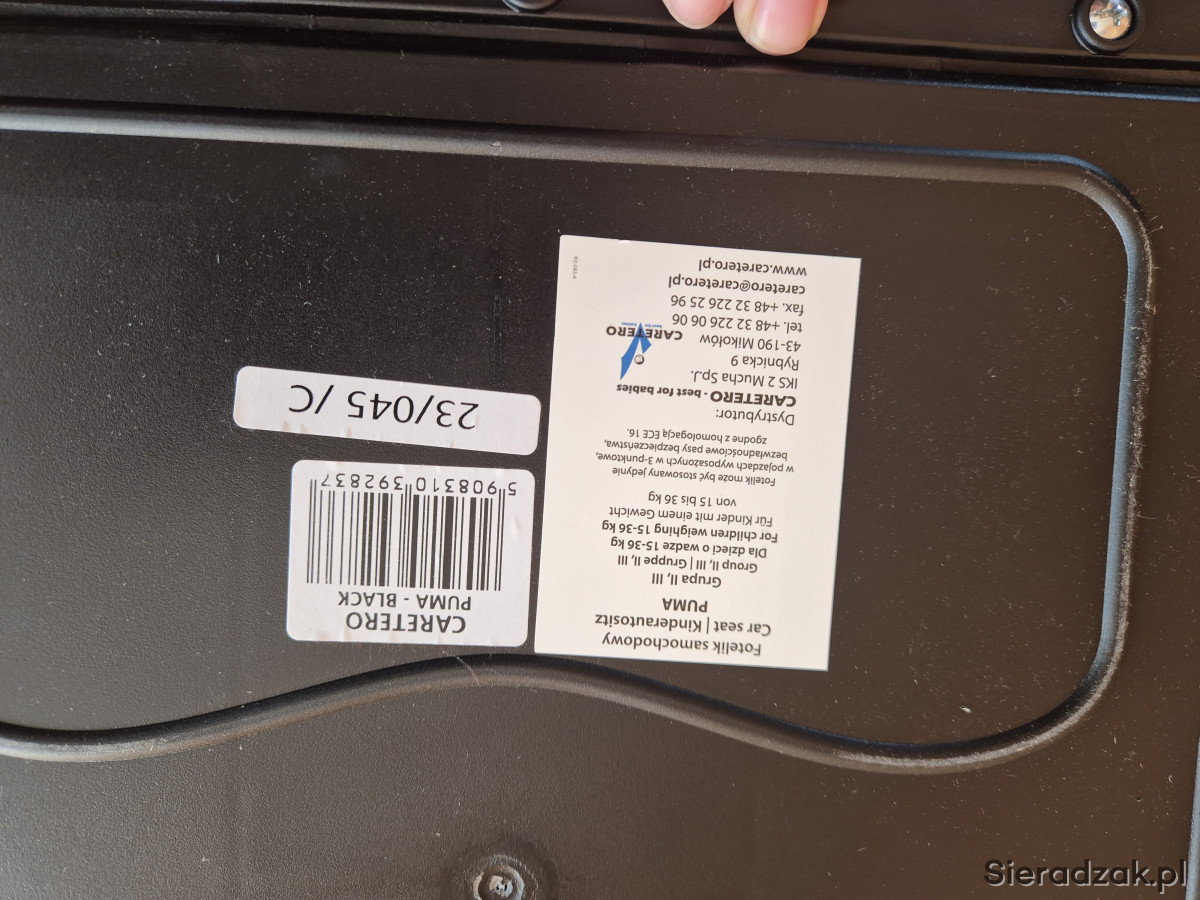 Fotelik samochodowy
Car seat | Kinderautositz
PUMA
Grupa II, III
Group II, III | Gruppe II, III
Dla dzieci o wadze 15-36 kg
For children weighing 15-36 kg
Für Kinder mit einem Gewicht
von 15 bis 36 kg
Fotelik może być stosowany jedynie
w pojazdach wyposażonych w 3-punktowe,
bezwładnościowe pasy bezpieczeństwa,
zgodne z homologacją ECE 16.
Dystrybutor:
CARETERO - best for babies
IKS 2 Mucha Sp.J.
Rybnicka 9
43-190 Mikołów
tel. +48 32 226 06 06
fax. +48 32 226 25 96
caretero@caretero.pl
www.caretero.pl
CARETERO
best for babies
CARETERO
PUMA - BLACK
5 908310 392837
23/045 /C
Sieradzak.pl